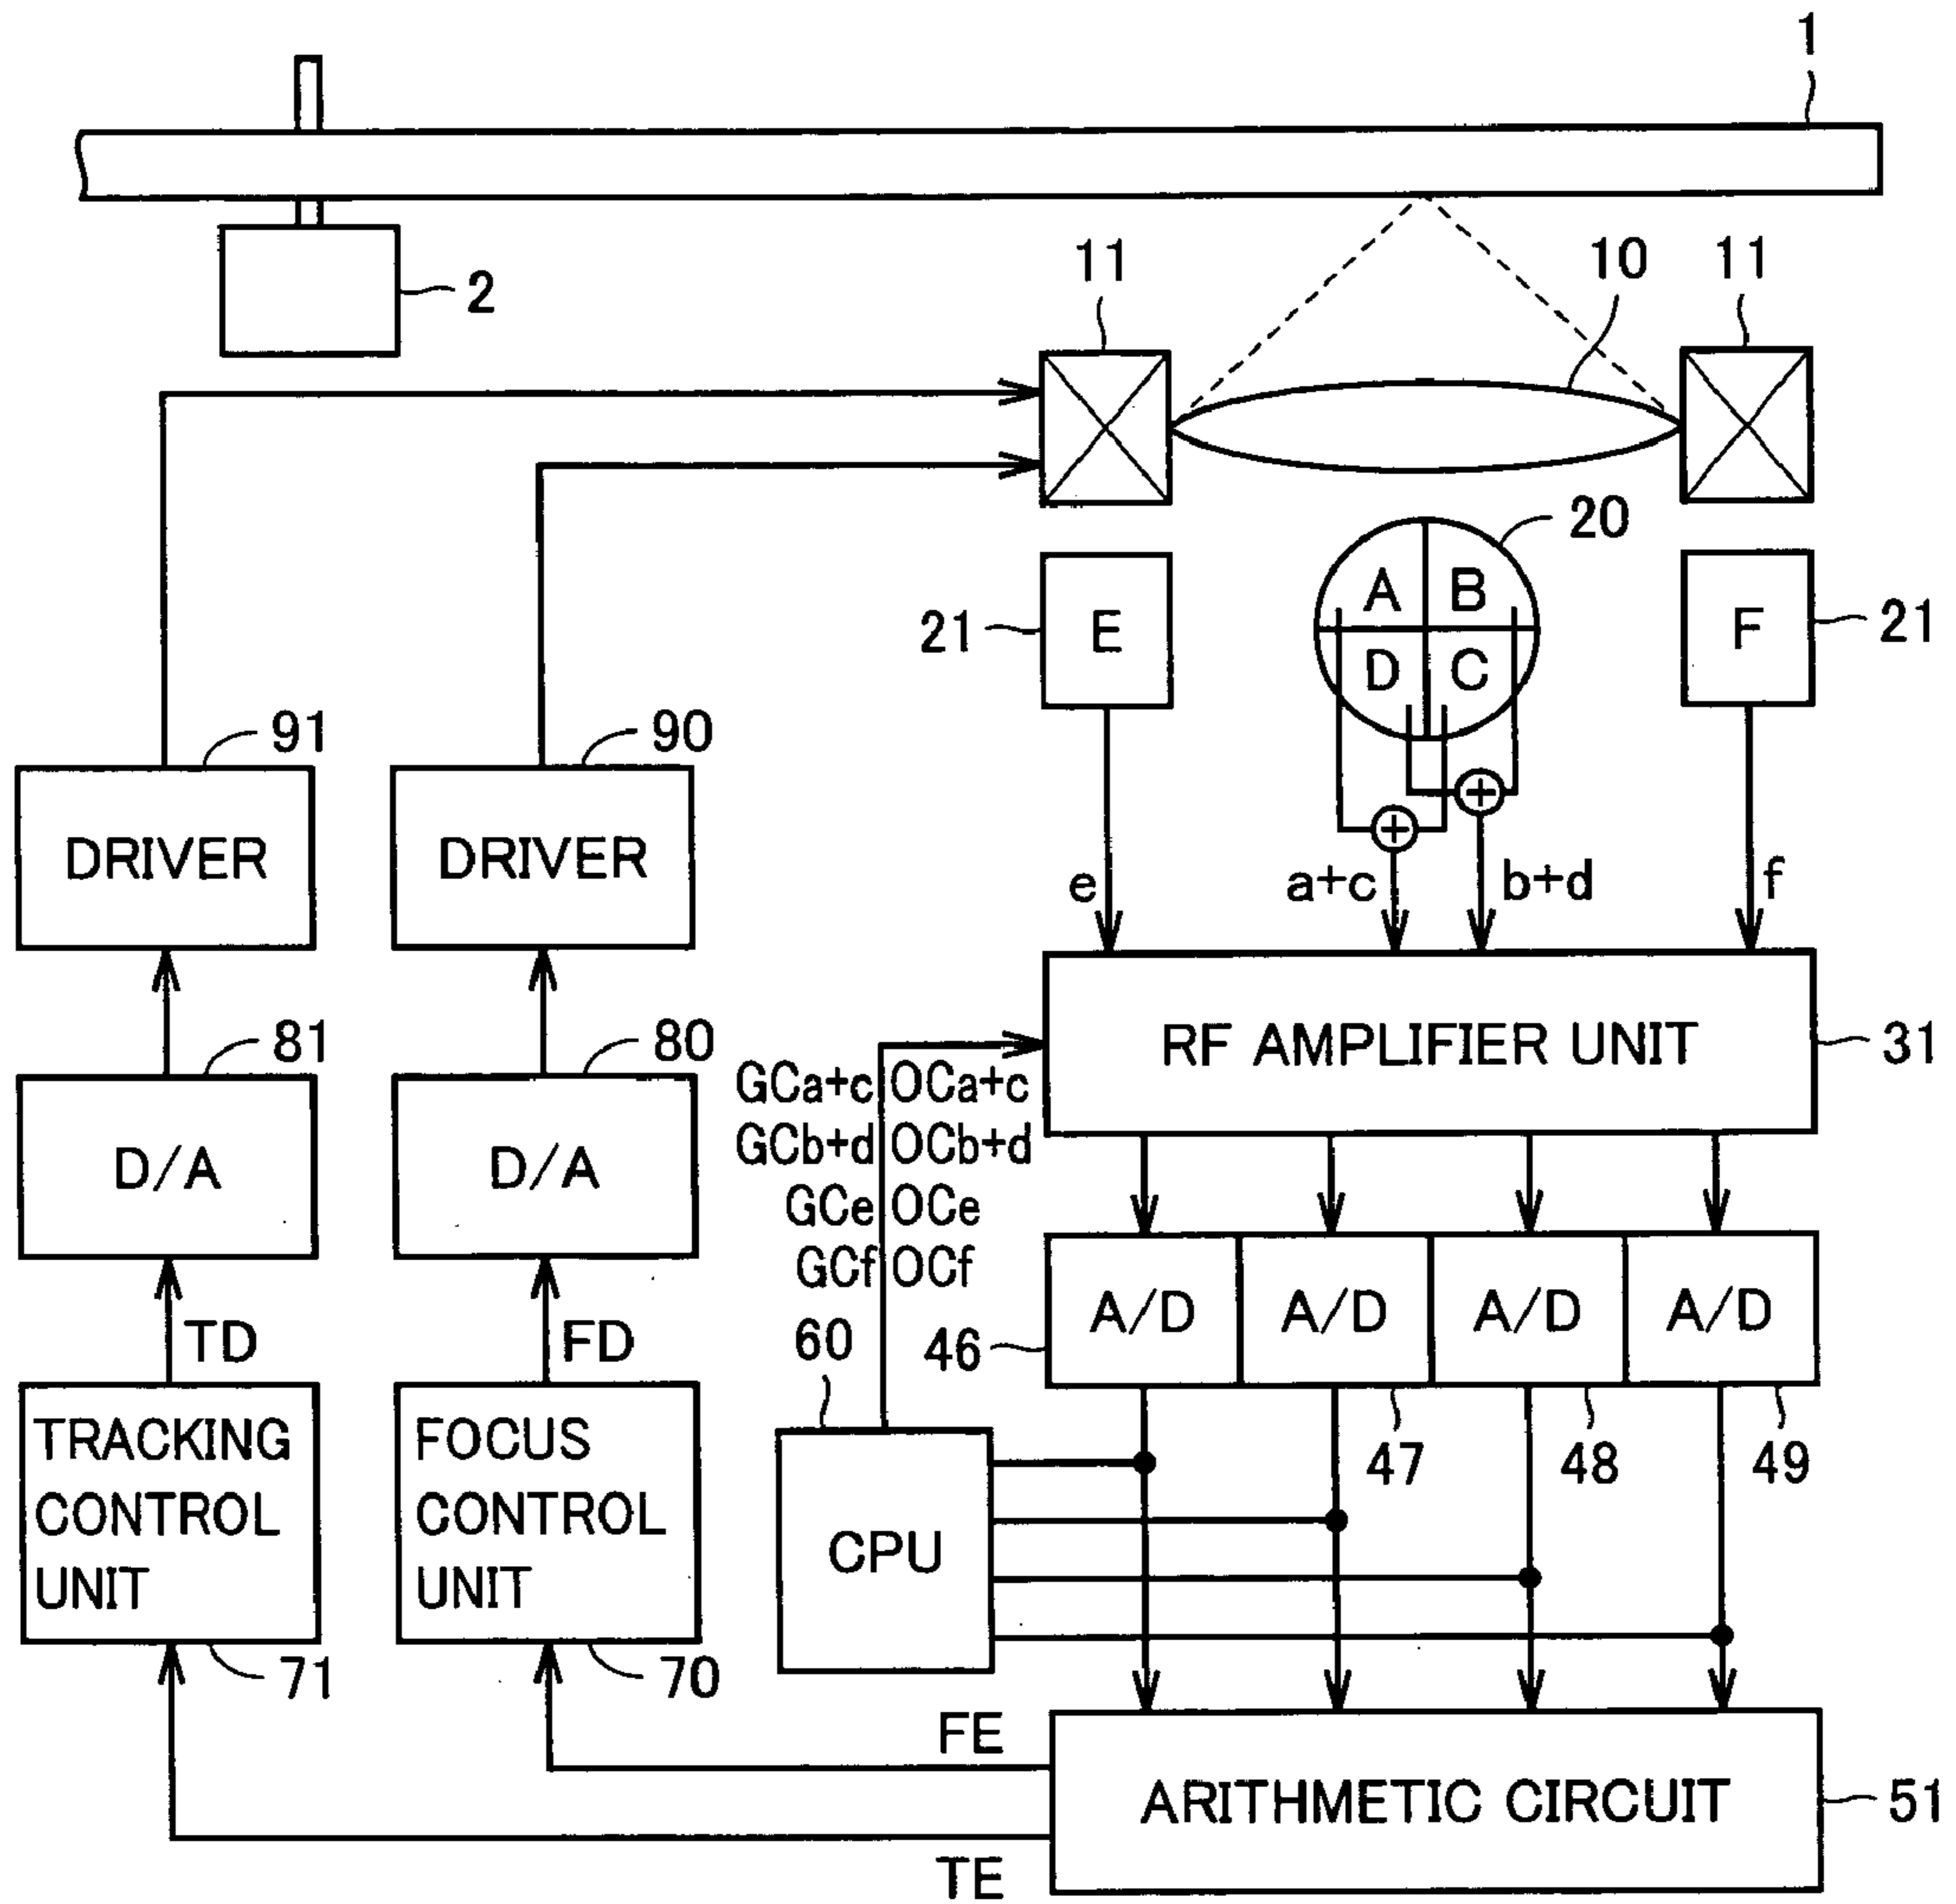 1
2
11
10
11
20
A
B
21
E
D
C
F
21
91
90
DRIVER
DRIVER
e
a+c
b+d
f
81
80
RF AMPLIFIER UNIT
31
GCa+c
OCa+c
GCb+d
OCb+d
GCe
OCe
GCf
OCf
D/A
D/A
TD
FD
60
46
A/D
A/D
A/D
A/D
47
48
49
TRACKING
CONTROL
UNIT
FOCUS
CONTROL
UNIT
CPU
71
70
FE
TE
ARITHMETIC CIRCUIT
51